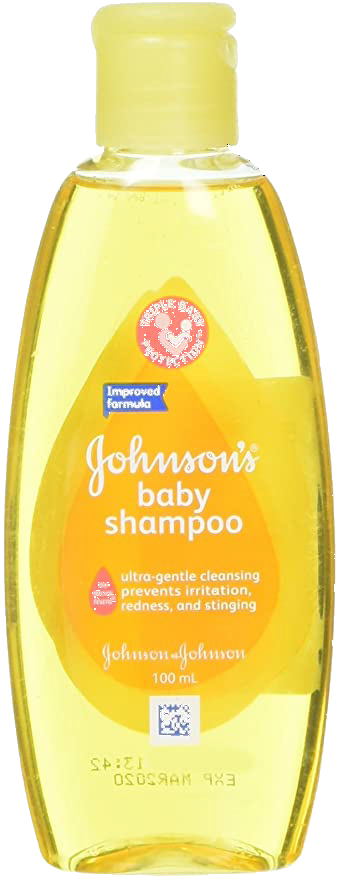 TRIPLE BABY
PROTECTION
Improved
formula
Johnson's®
baby
shampoo
ultra-gentle cleansing
prevents irritation,
redness, and stinging
Johnson & Johnson
100 mL
13:42
EXP MAR2020